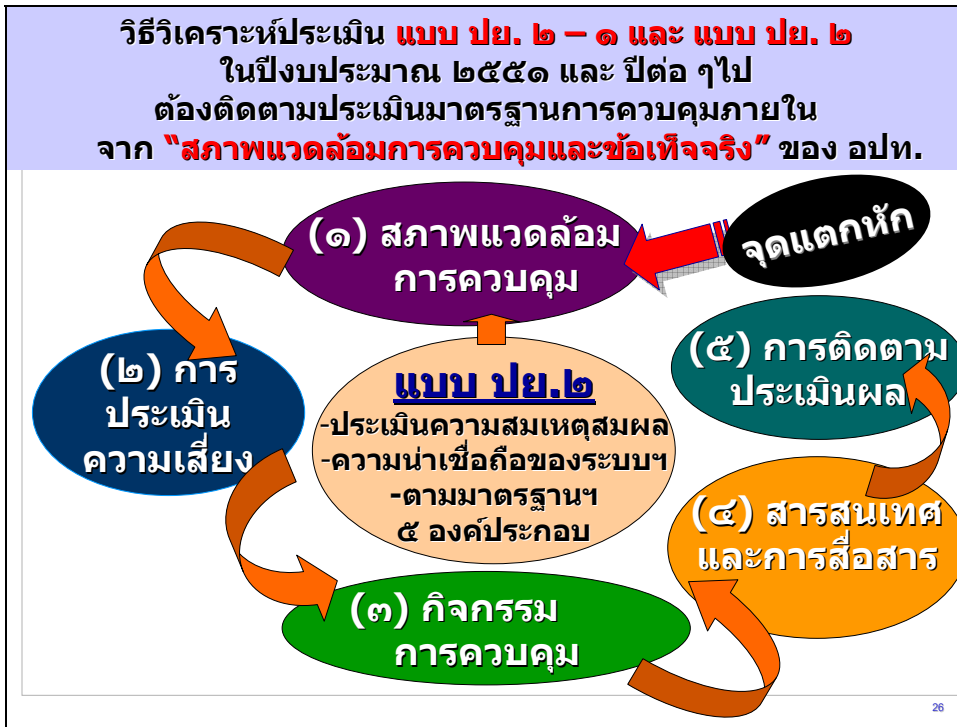 วิธีวิเคราะห์ประเมิน แบบ ปย. ๒ – ๑ และ แบบ ปย. ๒
ในปีงบประมาณ ๒๕๕๑ และ ปีต่อ ๆไป
ต้องติดตามประเมินมาตรฐานการควบคุมภายใน
จาก “สภาพแวดล้อมการควบคุมและข้อเท็จจริง” ของ อปท.
จุดแตกหัก
(๑) สภาพแวดล้อม
การควบคุม
(๒) การ
ประเมิน
ความเสี่ยง
แบบ ปย.๒
-ประเมินความสมเหตุสมผล
-ความน่าเชื่อถือของระบบฯ
-ตามมาตรฐานฯ
๕ องค์ประกอบ
(๓) กิจกรรม
การควบคุม
(๔) สารสนเทศ
และการสื่อสาร
(๕) การติดตาม
ประเมินผล
26